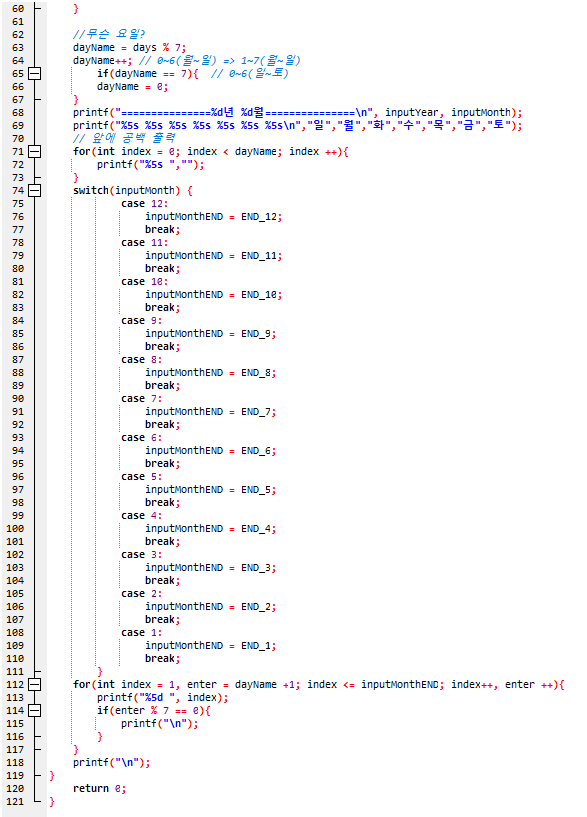 60 }
61
62 //무슨 요일?
63 dayName = days % 7;
64 dayName++; // 0~6(월~일) => 1~7(월~일)
65 if(dayName == 7){ // 0~6(일~토)
66 dayName = 0;
67 }
68 printf("===============%d년 %d월===============\n", inputYear, inputMonth);
69 printf("%5s %5s %5s %5s %5s %5s %5s\n","일","월","화","수","목","금","토");
70 // 앞에 공백 출력
71 for(int index = 0; index < dayName; index ++){
72 printf("%5s ","");
73 }
74 switch(inputMonth) {
75 case 12:
76 inputMonthEND = END_12;
77 break;
78 case 11:
79 inputMonthEND = END_11;
80 break;
81 case 10:
82 inputMonthEND = END_10;
83 break;
84 case 9:
85 inputMonthEND = END_9;
86 break;
87 case 8:
88 inputMonthEND = END_8;
89 break;
90 case 7:
91 inputMonthEND = END_7;
92 break;
93 case 6:
94 inputMonthEND = END_6;
95 break;
96 case 5:
97 inputMonthEND = END_5;
98 break;
99 case 4:
100 inputMonthEND = END_4;
101 break;
102 case 3:
103 inputMonthEND = END_3;
104 break;
105 case 2:
106 inputMonthEND = END_2;
107 break;
108 case 1:
109 inputMonthEND = END_1;
110 break;
111 }
112 for(int index = 1, enter = dayName +1; index <= inputMonthEND; index++, enter ++){
113 printf("%5d ", index);
114 if(enter % 7 == 0){
115 printf("\n");
116 }
117 }
118 printf("\n");
119 }
120 return 0;
121 }